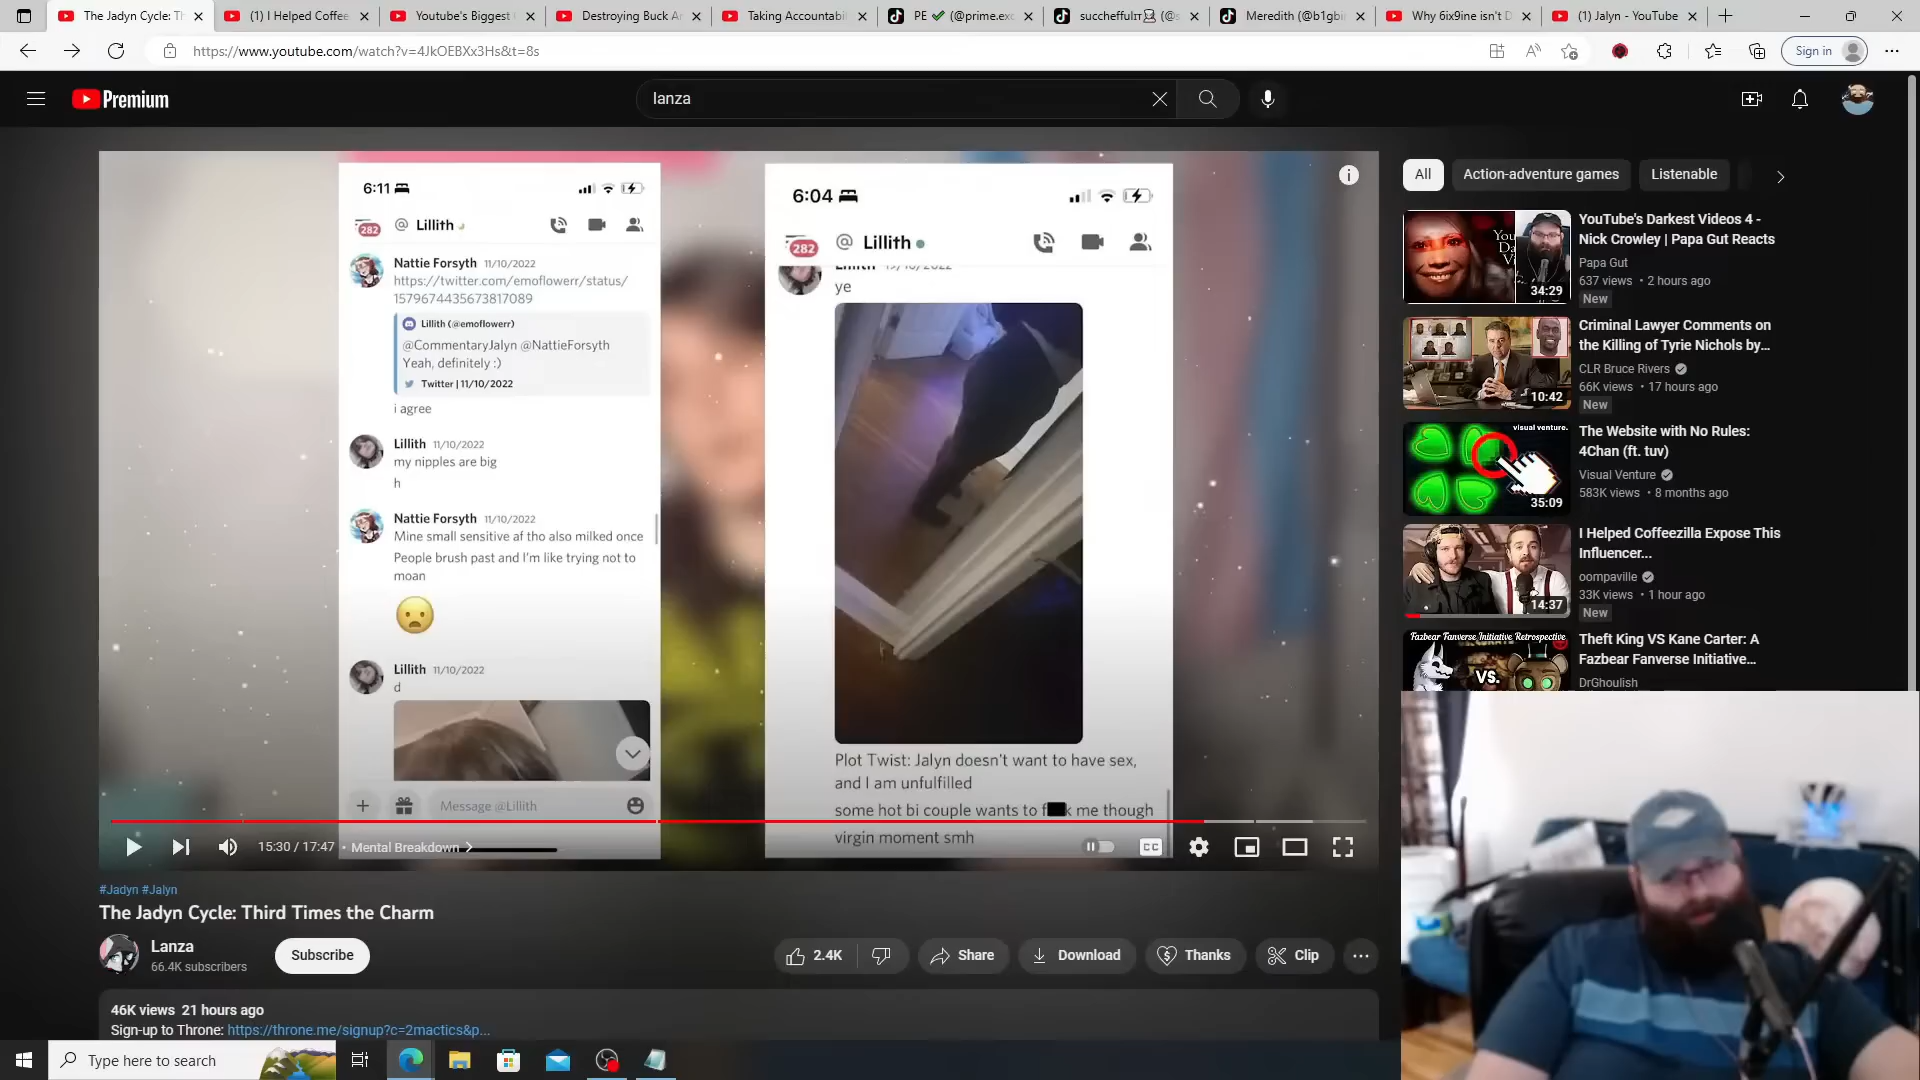 The Jadyn Cycle: Th
(1) I Helped Coffee
Youtube's Biggest
Destroying Buck A
Taking Accountabi
PE ✅ (@prime.exc
Meredith (@b1gbi
Why 6ix9ine isn't D
(1) Jalyn - YouTube
https://www.youtube.com/watch?v=4JkOEBXx3Hs&t=8s
Sign in
Premium
lanza
6:11
282
@ Lillith
Nattie Forsyth 11/10/2022
https://twitter.com/emoflowerr/status/
1579674435673817089
Lillith (@emoflowerr)
@CommentaryJalyn @NattieForsyth
Yeah, definitely :)
Twitter | 11/10/2022
i agree
Lillith 11/10/2022
my nipples are big
h
Nattie Forsyth 11/10/2022
Mine small sensitive af tho also milked once
People brush past and I'm like trying not to
moan
Lillith 11/10/2022
d
Message @Lillith
6:04
282
@ Lillith
ye
Plot Twist: Jalyn doesn't want to have sex,
and I am unfulfilled
some hot bi couple wants to f k me though
virgin moment smh
15:30 / 17:47 • Mental Breakdown
CC
#Jadyn #Jalyn
The Jadyn Cycle: Third Times the Charm
Lanza
66.4K subscribers
Subscribe
2.4K
Share
Download
Thanks
Clip
46K views 21 hours ago
Sign-up to Throne: https://throne.me/signup?c=2mactics&p...
All
Action-adventure games
Listenable
34:29
YouTube's Darkest Videos 4 -
Nick Crowley | Papa Gut Reacts
Papa Gut
637 views • 2 hours ago
New
10:42
Criminal Lawyer Comments on
the Killing of Tyrie Nichols by...
CLR Bruce Rivers
66K views • 17 hours ago
New
visual venture.
35:09
The Website with No Rules:
4Chan (ft. tuv)
Visual Venture
583K views • 8 months ago
14:37
I Helped Coffeezilla Expose This
Influencer...
oompaville
33K views • 1 hour ago
New
Fazbear Fanverse Initiative Retrospective
VS.
Theft King VS Kane Carter: A
Fazbear Fanverse Initiative...
DrGhoulish
Type here to search